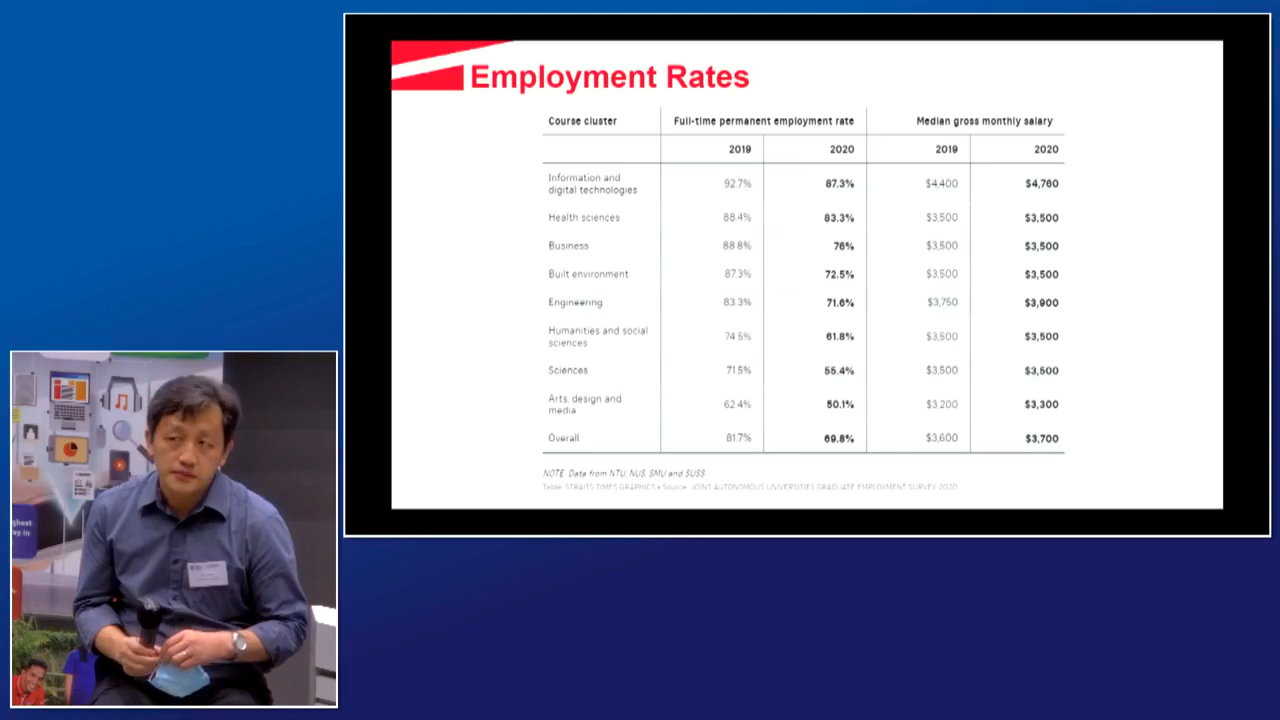 Employment Rates
Course cluster Full-time permanent employment rate Median gross monthly salary
2019 2020 2019 2020
Information and
digital technologies 92.7% 87.3% $4,400 $4,760
Health sciences 88.4% 83.3% $3,500 $3,500
Business 88.8% 76% $3,500 $3,500
Built environment 87.3% 72.5% $3,500 $3,500
Engineering 83.3% 71.6% $3,750 $3,900
Humanities and social
sciences 74.5% 61.8% $3,500 $3,500
Sciences 71.5% 55.4% $3,500 $3,500
Arts, design and
media 62.4% 50.1% $3,200 $3,300
Overall 81.7% 69.8% $3,600 $3,700
NOTE: Data from NTU, NUS, SMU and SUSS
Table: STRAITS TIMES GRAPHICS • Source: JOINT AUTONOMOUS UNIVERSITIES GRADUATE EMPLOYMENT SURVEY 2020